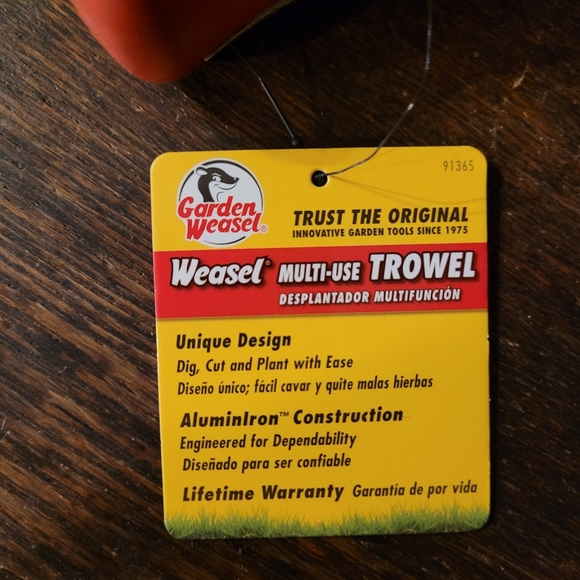 91365
Garden
Weasel®
TRUST THE ORIGINAL
INNOVATIVE GARDEN TOOLS SINCE 1975
Weasel® MULTI-USE TROWEL
DESPLANTADOR MULTIFUNCIÓN
Unique Design
Dig, Cut and Plant with Ease
Diseño único; fácil cavar y quite malas hierbas
AluminIron™ Construction
Engineered for Dependability
Diseñado para ser confiable
Lifetime Warranty Garantía de por vida